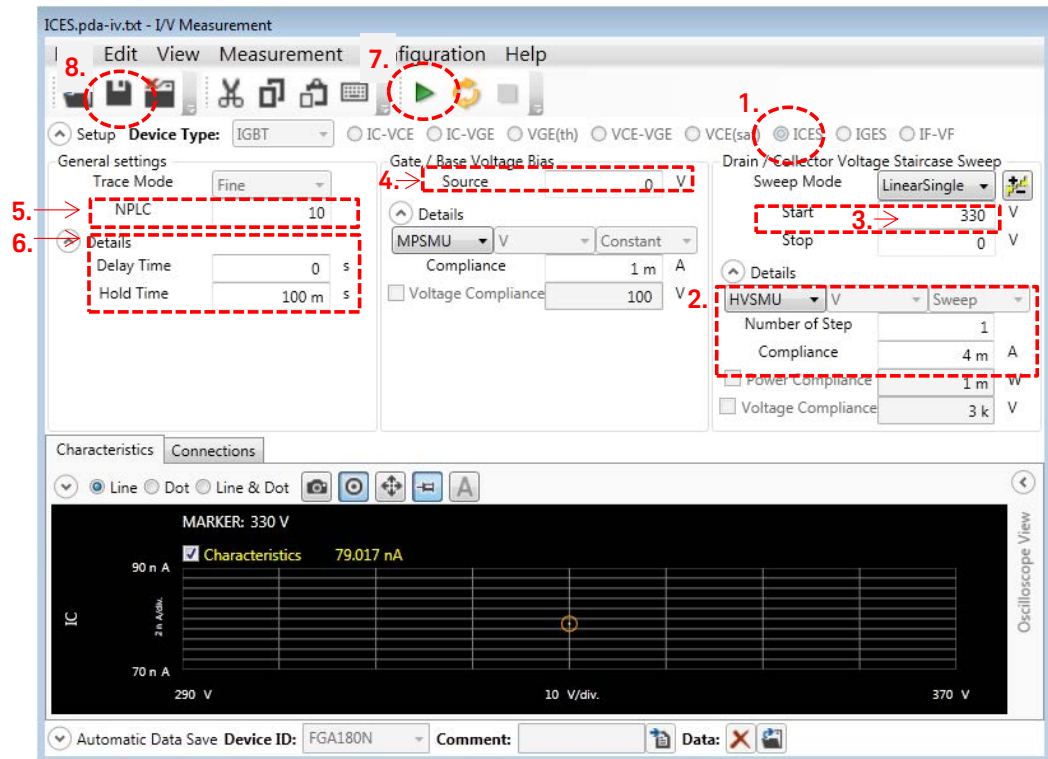 ICES.pda-iv.txt - I/V Measurement
Edit View Measurement figuration Help
8.
7.
1.
Setup Device Type: IGBT IC-VCE IC-VGE VGE(th) VCE-VGE VCE(sat) ICES IGES IF-VF
General settings
Trace Mode Fine
5. NPLC 10
6. Details
Delay Time 0 s
Hold Time 100 m s
Gate / Base Voltage Bias
4. Source 0 V
Details
MPSMU V Constant
Compliance 1 m A
Voltage Compliance 100 V
Drain / Collector Voltage Staircase Sweep
Sweep Mode LinearSingle
Start 3. 330 V
Stop 0 V
Details
2. HVSMU V Sweep
Number of Step 1
Compliance 4 m A
Power Compliance 1 m W
Voltage Compliance 3 k V
Characteristics Connections
Line Dot Line & Dot A
MARKER: 330 V
Characteristics 79.017 nA
90 n A
IC
2 n A/div.
70 n A
290 V 10 V/div. 370 V
Oscilloscope View
Automatic Data Save Device ID: FGA180N Comment: Data: